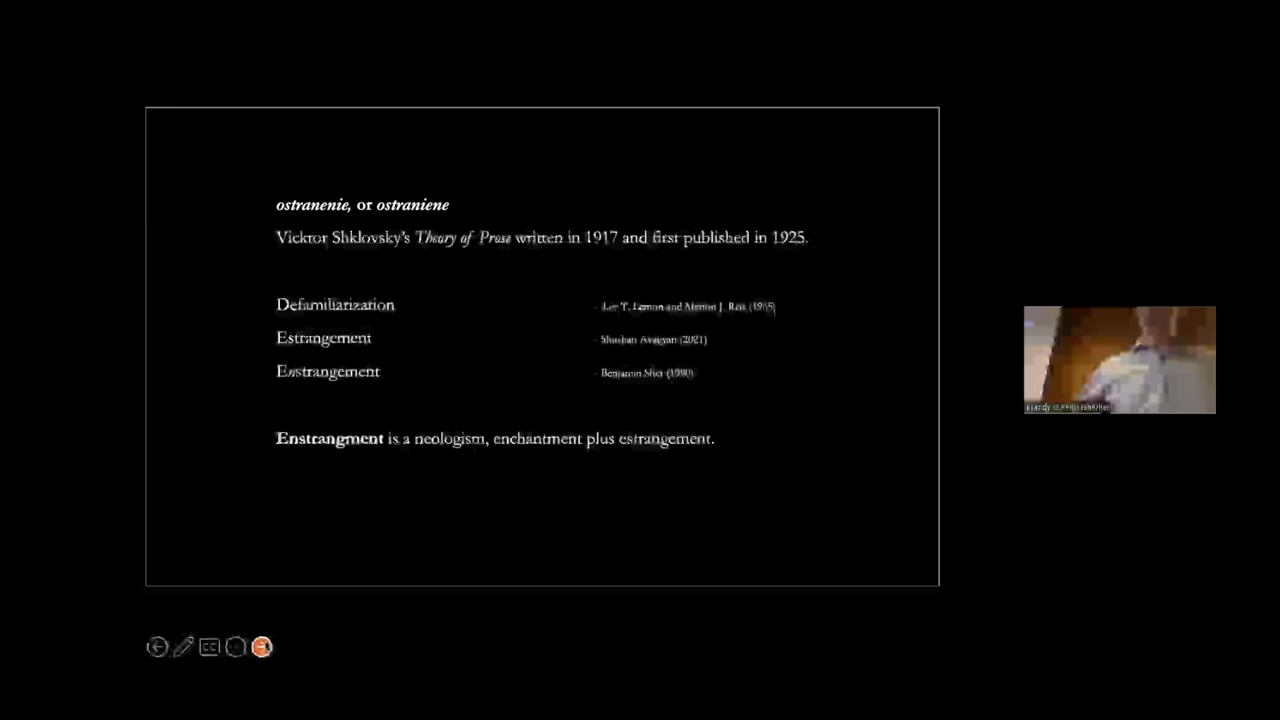 ostranenie, or ostraniene
Vicktor Shklovsky's Theory of Prose written in 1917 and first published in 1925.
Defamiliarization - Lee T. Lemon and Marion J. Reis (1965)
Estrangement - Shushan Avagyan (2021)
Enstrangement - Benjamin Sher (1990)
Enstrangment is a neologism, enchantment plus estrangement.
CC